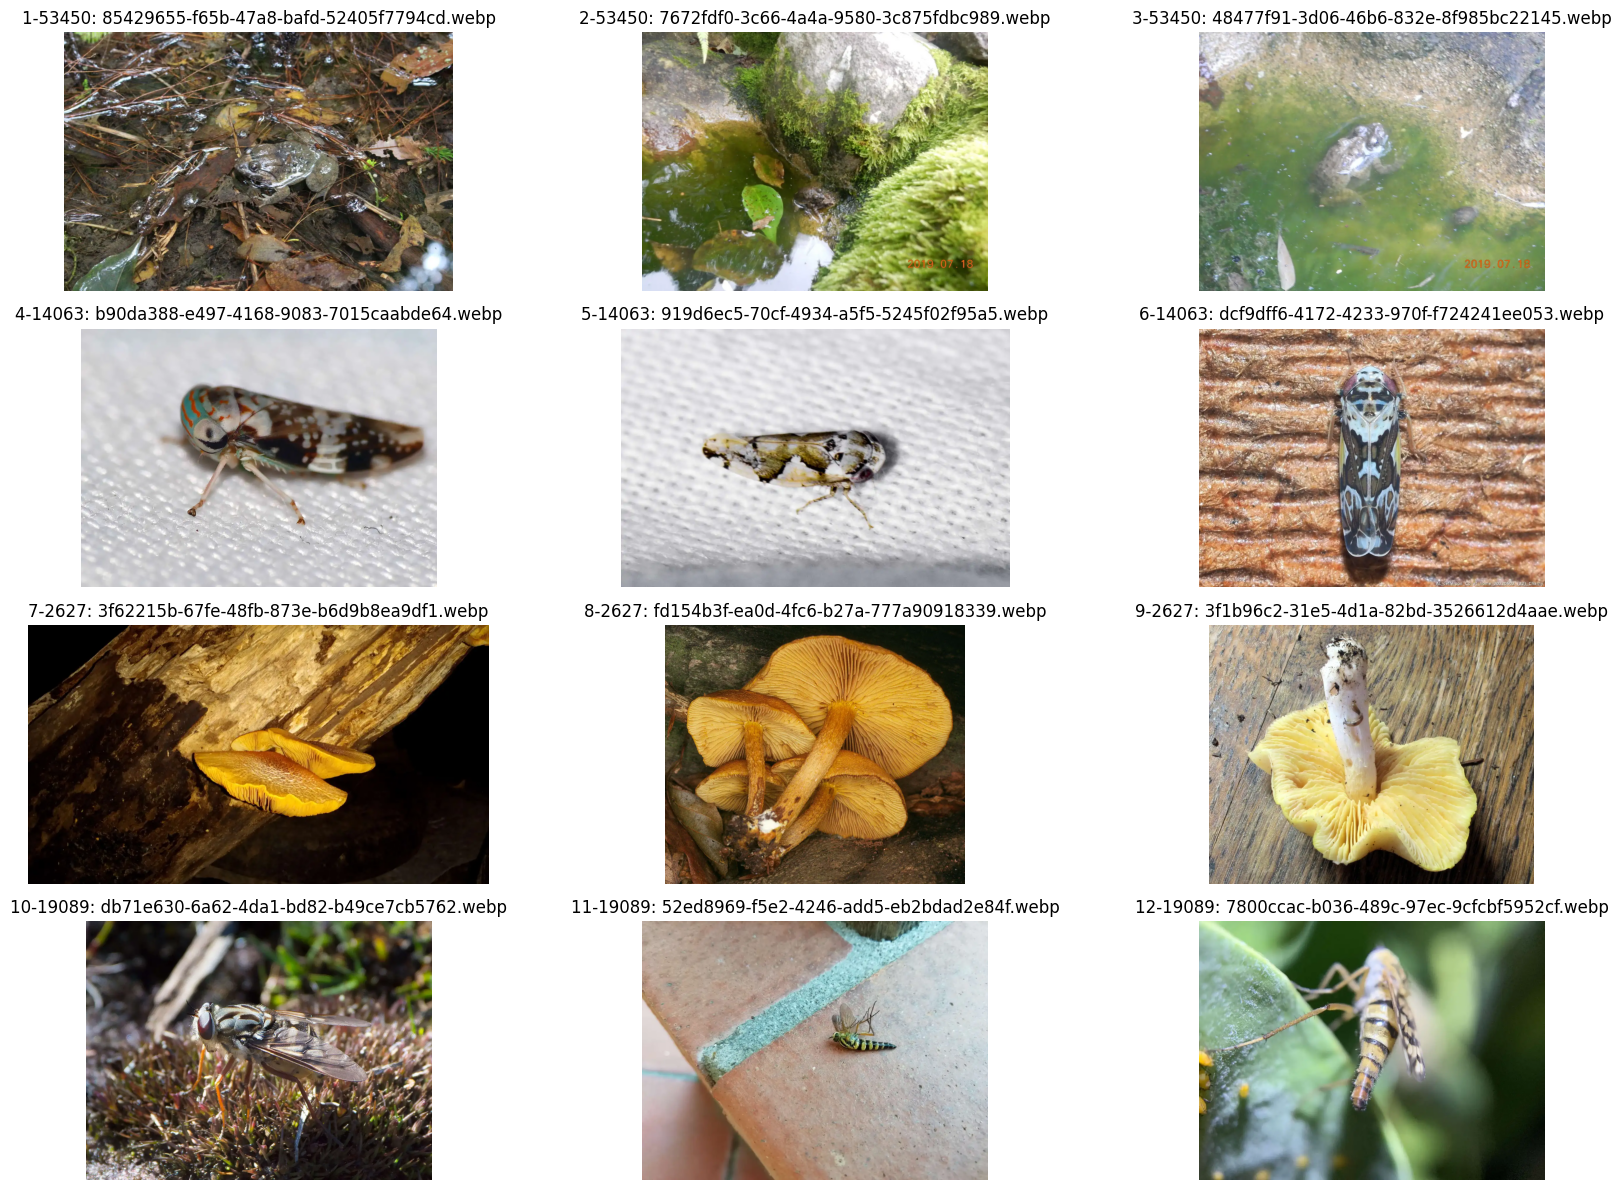 1-53450: 85429655-f65b-47a8-bafd-52405f7794cd.webp
2-53450: 7672fdf0-3c66-4a4a-9580-3c875fdbc989.webp
3-53450: 48477f91-3d06-46b6-832e-8f985bc22145.webp
2019 07 18
2019 07 18
4-14063: b90da388-e497-4168-9083-7015caabde64.webp
5-14063: 919d6ec5-70cf-4934-a5f5-5245f02f95a5.webp
6-14063: dcf9dff6-4172-4233-970f-f724241ee053.webp
7-2627: 3f62215b-67fe-48fb-873e-b6d9b8ea9df1.webp
8-2627: fd154b3f-ea0d-4fc6-b27a-777a90918339.webp
9-2627: 3f1b96c2-31e5-4d1a-82bd-3526612d4aae.webp
10-19089: db71e630-6a62-4da1-bd82-b49ce7cb5762.webp
11-19089: 52ed8969-f5e2-4246-add5-eb2bdad2e84f.webp
12-19089: 7800ccac-b036-489c-97ec-9cfcbf5952cf.webp